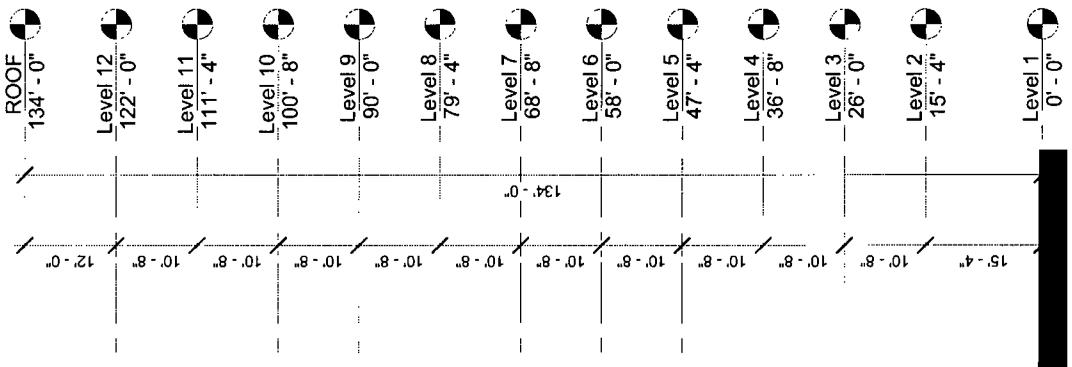 ROOF
134' - 0"
Level 12
122' - 0"
Level 11
111' - 4"
Level 10
100' - 8"
Level 9
90' - 0"
Level 8
79' - 4"
Level 7
68' - 8"
Level 6
58' - 0"
Level 5
47' - 4"
Level 4
36' - 8"
Level 3
26' - 0"
Level 2
15' - 4"
Level 1
0' - 0"
134' - 0"
12' - 0"
10' - 8"
10' - 8"
10' - 8"
10' - 8"
10' - 8"
10' - 8"
10' - 8"
10' - 8"
10' - 8"
10' - 8"
15' - 4"